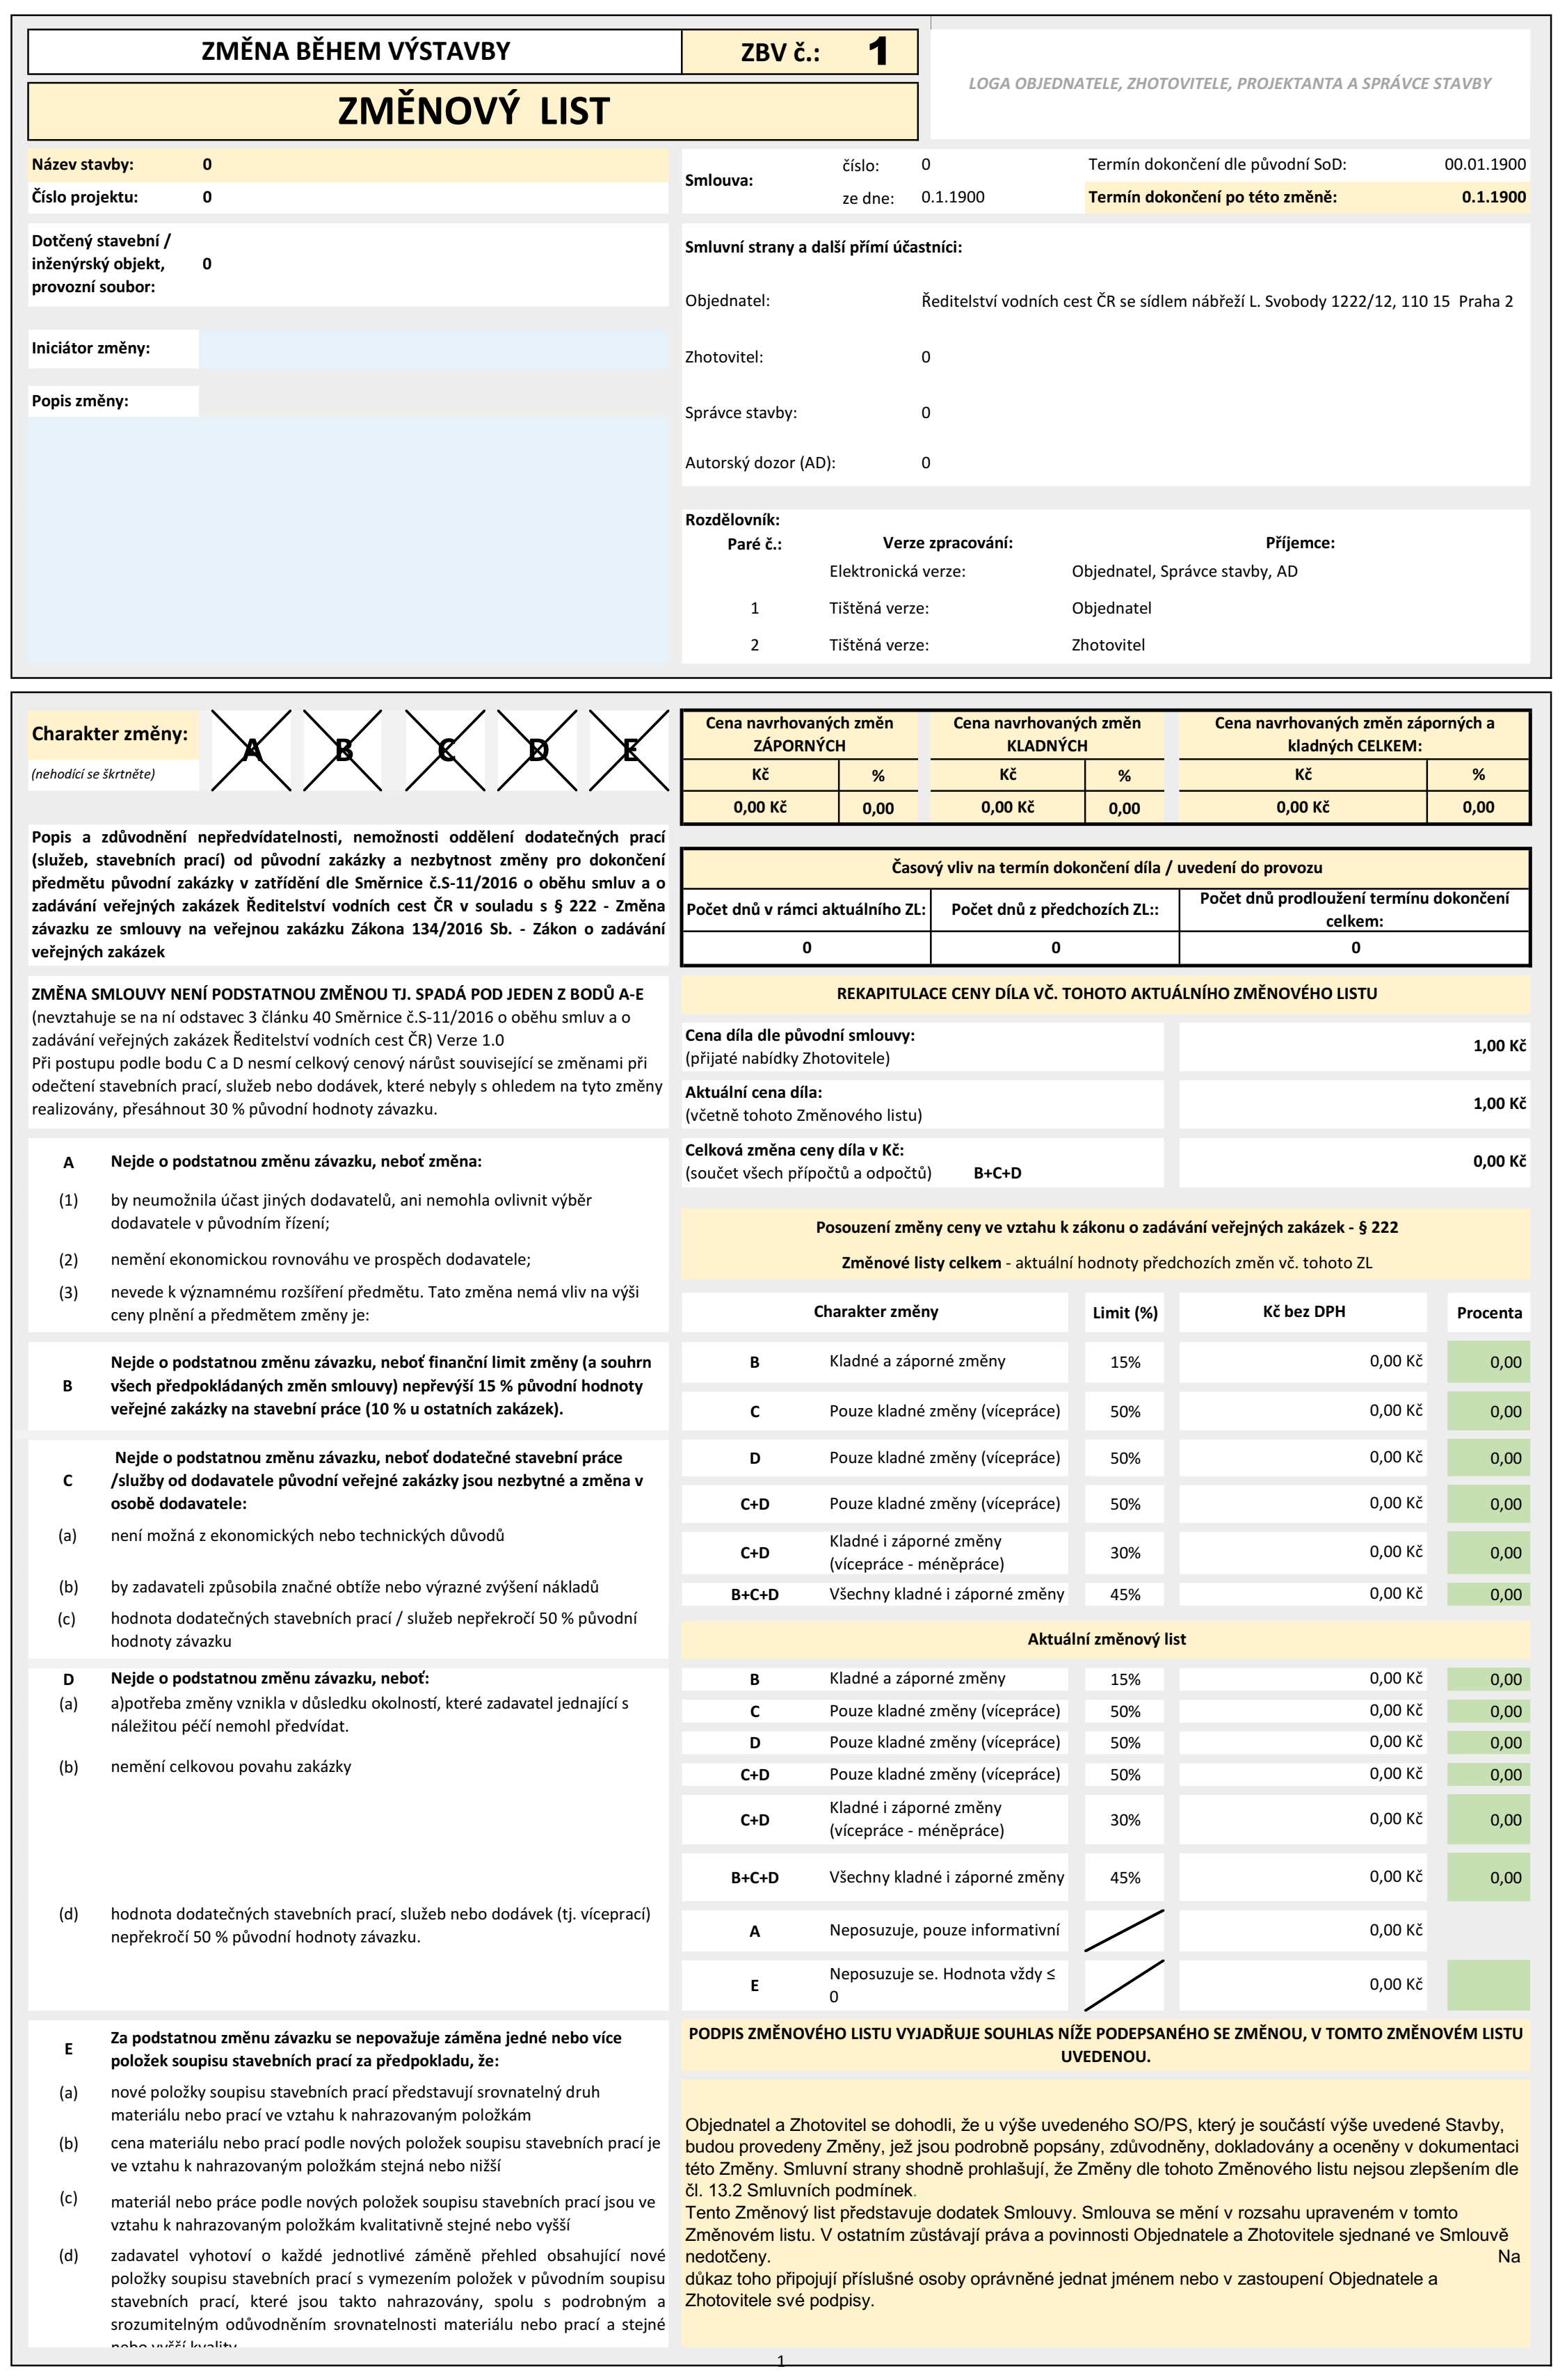 ZMĚNA BĚHEM VÝSTAVBY
ZBV č.: 1
LOGA OBJEDNATELE, ZHOTOVITELE, PROJEKTANTA A SPRÁVCE STAVBY
ZMĚNOVÝ LIST
Název stavby: 0
Číslo projektu: 0
Smlouva:
číslo: 0
ze dne: 0.1.1900
Termín dokončení dle původní SoD: 00.01.1900
Termín dokončení po této změně: 0.1.1900
Dotčený stavební /
inženýrský objekt,
provozní soubor:
0
Iniciátor změny:
Popis změny:
Smluvní strany a další přímí účastníci:
Objednatel: Ředitelství vodních cest ČR se sídlem nábřeží L. Svobody 1222/12, 110 15 Praha 2
Zhotovitel: 0
Správce stavby: 0
Autorský dozor (AD): 0
Rozdělovník:
Paré č.: Verze zpracování: Příjemce:
Elektronická verze: Objednatel, Správce stavby, AD
1 Tištěná verze: Objednatel
2 Tištěná verze: Zhotovitel
Charakter změny:
(nehodící se škrtněte)
A B C D E
Popis a zdůvodnění nepředvídatelnosti, nemožnosti oddělení dodatečných prací
(služeb, stavebních prací) od původní zakázky a nezbytnost změny pro dokončení
předmětu původní zakázky v zatřídění dle Směrnice č.S-11/2016 o oběhu smluv a o
zadávání veřejných zakázek Ředitelství vodních cest ČR v souladu s § 222 - Změna
závazku ze smlouvy na veřejnou zakázku Zákona 134/2016 Sb. - Zákon o zadávání
veřejných zakázek
ZMĚNA SMLOUVY NENÍ PODSTATNOU ZMĚNOU TJ. SPADÁ POD JEDEN Z BODŮ A-E
(nevztahuje se na ní odstavec 3 článku 40 Směrnice č.S-11/2016 o oběhu smluv a o
zadávání veřejných zakázek Ředitelství vodních cest ČR) Verze 1.0
Při postupu podle bodu C a D nesmí celkový cenový nárůst související se změnami při
odečtení stavebních prací, služeb nebo dodávek, které nebyly s ohledem na tyto změny
realizovány, přesáhnout 30 % původní hodnoty závazku.
A Nejde o podstatnou změnu závazku, neboť změna:
(1) by neumožnila účast jiných dodavatelů, ani nemohla ovlivnit výběr
dodavatele v původním řízení;
(2) nemění ekonomickou rovnováhu ve prospěch dodavatele;
(3) nevede k významnému rozšíření předmětu. Tato změna nemá vliv na výši
ceny plnění a předmětem změny je:
B Nejde o podstatnou změnu závazku, neboť finanční limit změny (a souhrn
všech předpokládaných změn smlouvy) nepřevýší 15 % původní hodnoty
veřejné zakázky na stavební práce (10 % u ostatních zakázek).
C Nejde o podstatnou změnu závazku, neboť dodatečné stavební práce
/služby od dodavatele původní veřejné zakázky jsou nezbytné a změna v
osobě dodavatele:
(a) není možná z ekonomických nebo technických důvodů
(b) by zadavateli způsobila značné obtíže nebo výrazné zvýšení nákladů
(c) hodnota dodatečných stavebních prací / služeb nepřekročí 50 % původní
hodnoty závazku
D Nejde o podstatnou změnu závazku, neboť:
(a) a)potřeba změny vznikla v důsledku okolností, které zadavatel jednající s
náležitou péčí nemohl předvídat.
(b) nemění celkovou povahu zakázky
(d) hodnota dodatečných stavebních prací, služeb nebo dodávek (tj. víceprací)
nepřekročí 50 % původní hodnoty závazku.
E Za podstatnou změnu závazku se nepovažuje záměna jedné nebo více
položek soupisu stavebních prací za předpokladu, že:
(a) nové položky soupisu stavebních prací představují srovnatelný druh
materiálu nebo prací ve vztahu k nahrazovaným položkám
(b) cena materiálu nebo prací podle nových položek soupisu stavebních prací je
ve vztahu k nahrazovaným položkám stejná nebo nižší
(c) materiál nebo práce podle nových položek soupisu stavebních prací jsou ve
vztahu k nahrazovaným položkám kvalitativně stejné nebo vyšší
(d) zadavatel vyhotoví o každé jednotlivé záměně přehled obsahující nové
položky soupisu stavebních prací s vymezením položek v původním soupisu
stavebních prací, které jsou takto nahrazovány, spolu s podrobným a
srozumitelným odůvodněním srovnatelnosti materiálu nebo prací a stejné
nebo vyšší kvality
Cena navrhovaných změn
ZÁPORNÝCH
Cena navrhovaných změn
KLADNÝCH
Cena navrhovaných změn záporných a
kladných CELKEM:
Kč % Kč % Kč %
0,00 Kč 0,00 0,00 Kč 0,00 0,00 Kč 0,00
Časový vliv na termín dokončení díla / uvedení do provozu
Počet dnů v rámci aktuálního ZL: Počet dnů z předchozích ZL:: Počet dnů prodloužení termínu dokončení
celkem:
0 0 0
REKAPITULACE CENY DÍLA VČ. TOHOTO AKTUÁLNÍHO ZMĚNOVÉHO LISTU
Cena díla dle původní smlouvy:
(přijaté nabídky Zhotovitele)
1,00 Kč
Aktuální cena díla:
(včetně tohoto Změnového listu)
1,00 Kč
Celková změna ceny díla v Kč:
(součet všech přípočtů a odpočtů) B+C+D
0,00 Kč
Posouzení změny ceny ve vztahu k zákonu o zadávání veřejných zakázek - § 222
Změnové listy celkem - aktuální hodnoty předchozích změn vč. tohoto ZL
Charakter změny Limit (%) Kč bez DPH Procenta
B Kladné a záporné změny 15% 0,00 Kč 0,00
C Pouze kladné změny (vícepráce) 50% 0,00 Kč 0,00
D Pouze kladné změny (vícepráce) 50% 0,00 Kč 0,00
C+D Pouze kladné změny (vícepráce) 50% 0,00 Kč 0,00
C+D Kladné i záporné změny
(vícepráce - méněpráce) 30% 0,00 Kč 0,00
B+C+D Všechny kladné i záporné změny 45% 0,00 Kč 0,00
Aktuální změnový list
B Kladné a záporné změny 15% 0,00 Kč 0,00
C Pouze kladné změny (vícepráce) 50% 0,00 Kč 0,00
D Pouze kladné změny (vícepráce) 50% 0,00 Kč 0,00
C+D Pouze kladné změny (vícepráce) 50% 0,00 Kč 0,00
C+D Kladné i záporné změny
(vícepráce - méněpráce) 30% 0,00 Kč 0,00
B+C+D Všechny kladné i záporné změny 45% 0,00 Kč 0,00
A Neposuzuje, pouze informativní 0,00 Kč
E Neposuzuje se. Hodnota vždy ≤
0 0,00 Kč
PODPIS ZMĚNOVÉHO LISTU VYJADŘUJE SOUHLAS NÍŽE PODEPSANÉHO SE ZMĚNOU, V TOMTO ZMĚNOVÉM LISTU
UVEDENOU.
Objednatel a Zhotovitel se dohodli, že u výše uvedeného SO/PS, který je součástí výše uvedené Stavby,
budou provedeny Změny, jež jsou podrobně popsány, zdůvodněny, dokladovány a oceněny v dokumentaci
této Změny. Smluvní strany shodně prohlašují, že Změny dle tohoto Změnového listu nejsou zlepšením dle
čl. 13.2 Smluvních podmínek.
Tento Změnový list představuje dodatek Smlouvy. Smlouva se mění v rozsahu upraveném v tomto
Změnovém listu. V ostatním zůstávají práva a povinnosti Objednatele a Zhotovitele sjednané ve Smlouvě
nedotčeny. Na
důkaz toho připojují příslušné osoby oprávněné jednat jménem nebo v zastoupení Objednatele a
Zhotovitele své podpisy.
1